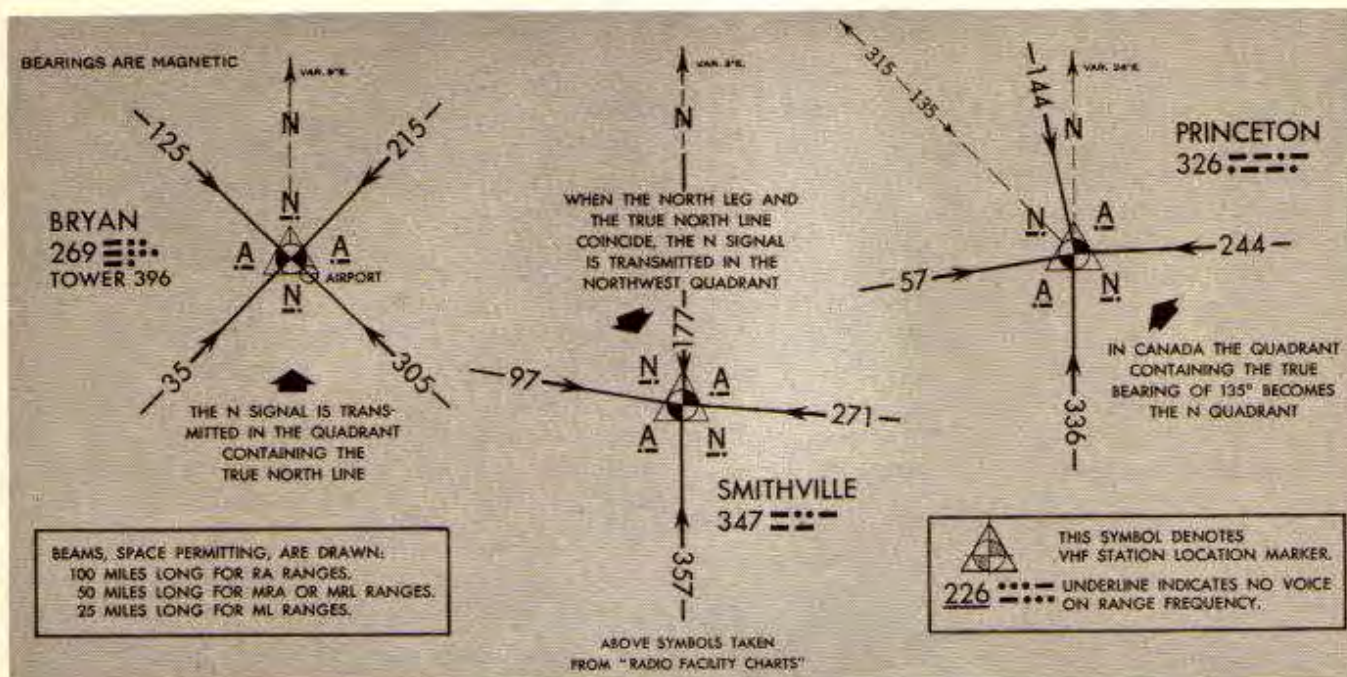 BEARINGS ARE MAGNETIC
VAR. 9°E.
N
125
215
N
A
A
N
AIRPORT
BRYAN
269
TOWER 396
35
305
THE N SIGNAL IS TRANS-
MITTED IN THE QUADRANT
CONTAINING THE
TRUE NORTH LINE
BEAMS, SPACE PERMITTING, ARE DRAWN:
100 MILES LONG FOR RA RANGES.
50 MILES LONG FOR MRA OR MRL RANGES.
25 MILES LONG FOR ML RANGES.
N
WHEN THE NORTH LEG AND
THE TRUE NORTH LINE
COINCIDE, THE N SIGNAL
IS TRANSMITTED IN THE
NORTHWEST QUADRANT
177
97
N
A
A
N
271
357
SMITHVILLE
347
ABOVE SYMBOLS TAKEN
FROM "RADIO FACILITY CHARTS"
315
135
144
VAR. 24°E.
N
PRINCETON
326
N
A
A
N
57
244
336
IN CANADA THE QUADRANT
CONTAINING THE TRUE
BEARING OF 135° BECOMES
THE N QUADRANT
THIS SYMBOL DENOTES
VHF STATION LOCATION MARKER.
226 UNDERLINE INDICATES NO VOICE
ON RANGE FREQUENCY.